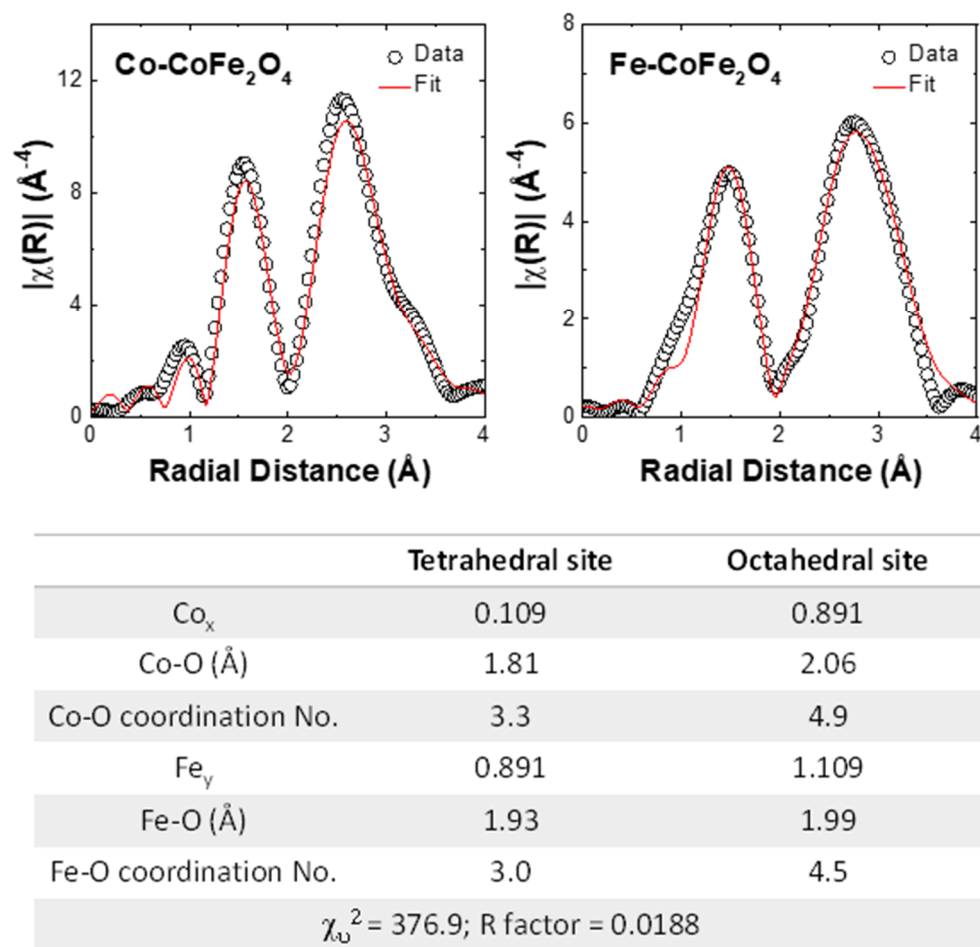 Co-CoFe₂O₄
Data
Fit
12
8
4
0
|χ(R)| (Å⁻⁴)
0 1 2 3 4
Radial Distance (Å)
Fe-CoFe₂O₄
Data
Fit
8
6
4
2
0
|χ(R)| (Å⁻⁴)
0 1 2 3 4
Radial Distance (Å)
Tetrahedral site Octahedral site
Coₓ 0.109 0.891
Co-O (Å) 1.81 2.06
Co-O coordination No. 3.3 4.9
Fe_y 0.891 1.109
Fe-O (Å) 1.93 1.99
Fe-O coordination No. 3.0 4.5
χ_υ² = 376.9; R factor = 0.0188